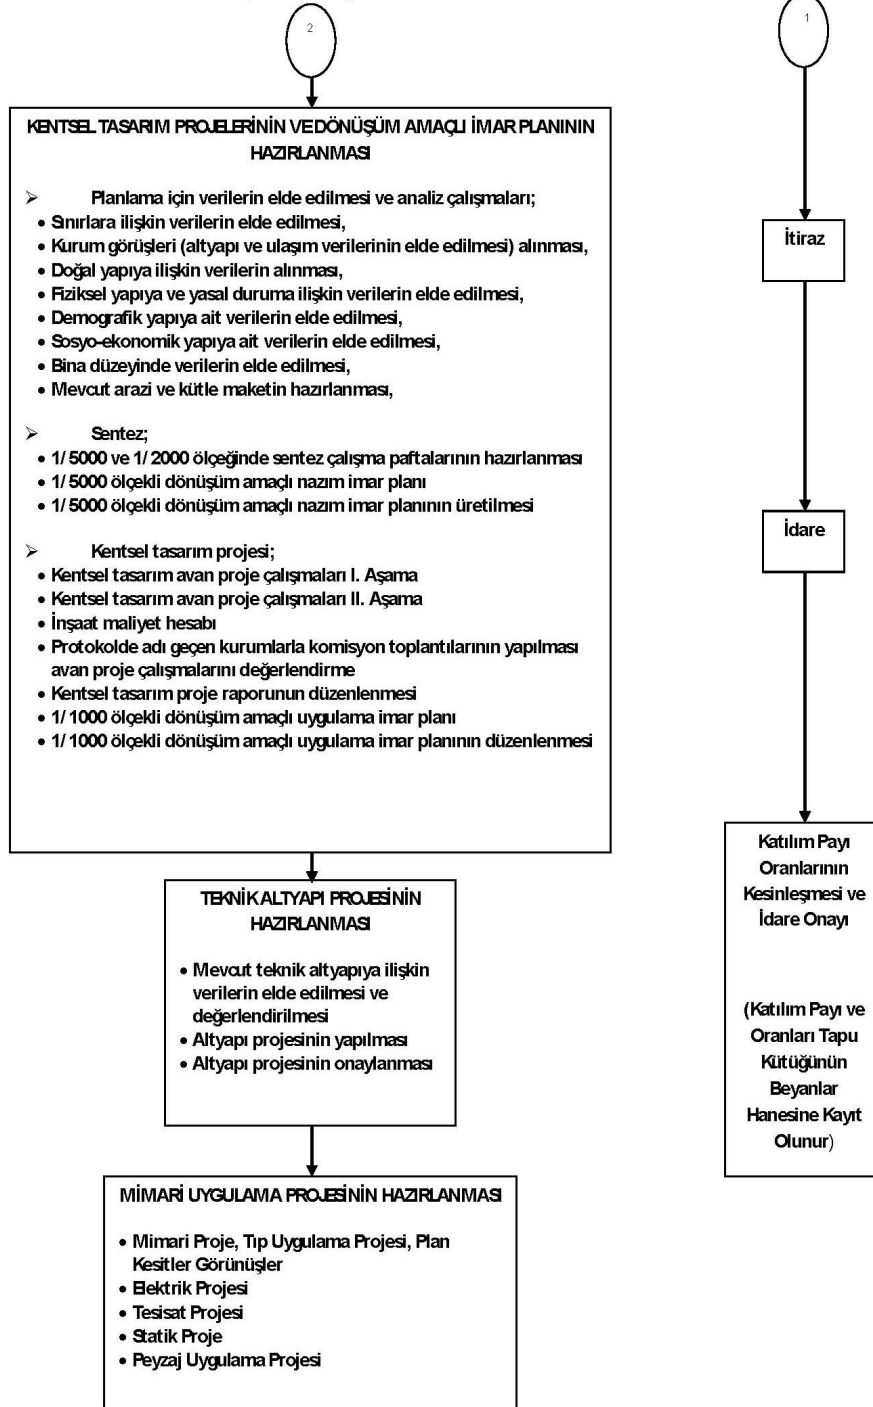 2
KENTSEL TASARIM PROJELERİNİN VE DÖNÜŞÜM AMAÇLI İMAR PLANININ
HAZIRLANMASI
➢ Planlama için verilerin elde edilmesi ve analiz çalışmaları;
• Sınırlara ilişkin verilerin elde edilmesi,
• Kurum görüşleri (altyapı ve ulaşım verilerinin elde edilmesi) alınması,
• Doğal yapıya ilişkin verilerin alınması,
• Fiziksel yapıya ve yasal duruma ilişkin verilerin elde edilmesi,
• Demografik yapıya ait verilerin elde edilmesi,
• Sosyo-ekonomik yapıya ait verilerin elde edilmesi,
• Bina düzeyinde verilerin elde edilmesi,
• Mevcut arazi ve kütle maketin hazırlanması,
➢ Sentez;
• 1/ 5000 ve 1/ 2000 ölçeğinde sentez çalışma paftalarının hazırlanması
• 1/ 5000 ölçekli dönüşüm amaçlı nazım imar planı
• 1/ 5000 ölçekli dönüşüm amaçlı nazım imar planının üretilmesi
➢ Kentsel tasarım projesi;
• Kentsel tasarım avan proje çalışmaları I. Aşama
• Kentsel tasarım avan proje çalışmaları II. Aşama
• İnşaat maliyet hesabı
• Protokolde adı geçen kurumlarla komisyon toplantılarının yapılması
avan proje çalışmalarını değerlendirme
• Kentsel tasarım proje raporunun düzenlenmesi
• 1/ 1000 ölçekli dönüşüm amaçlı uygulama imar planı
• 1/ 1000 ölçekli dönüşüm amaçlı uygulama imar planının düzenlenmesi
TEKNİK ALTYAPI PROJESİNİN
HAZIRLANMASI
• Mevcut teknik altyapıya ilişkin
verilerin elde edilmesi ve
değerlendirilmesi
• Altyapı projesinin yapılması
• Altyapı projesinin onaylanması
MİMARİ UYGULAMA PROJESİNİN HAZIRLANMASI
• Mimari Proje, Tıp Uygulama Projesi, Plan
Kesitler Görünüşler
• Elektrik Projesi
• Tesisat Projesi
• Statik Proje
• Peyzaj Uygulama Projesi
1
İtiraz
İdare
Katılım Payı
Oranlarının
Kesinleşmesi ve
İdare Onayı
(Katılım Payı ve
Oranları Tapu
Kütüğünün
Beyanlar
Hanesine Kayıt
Olunur)